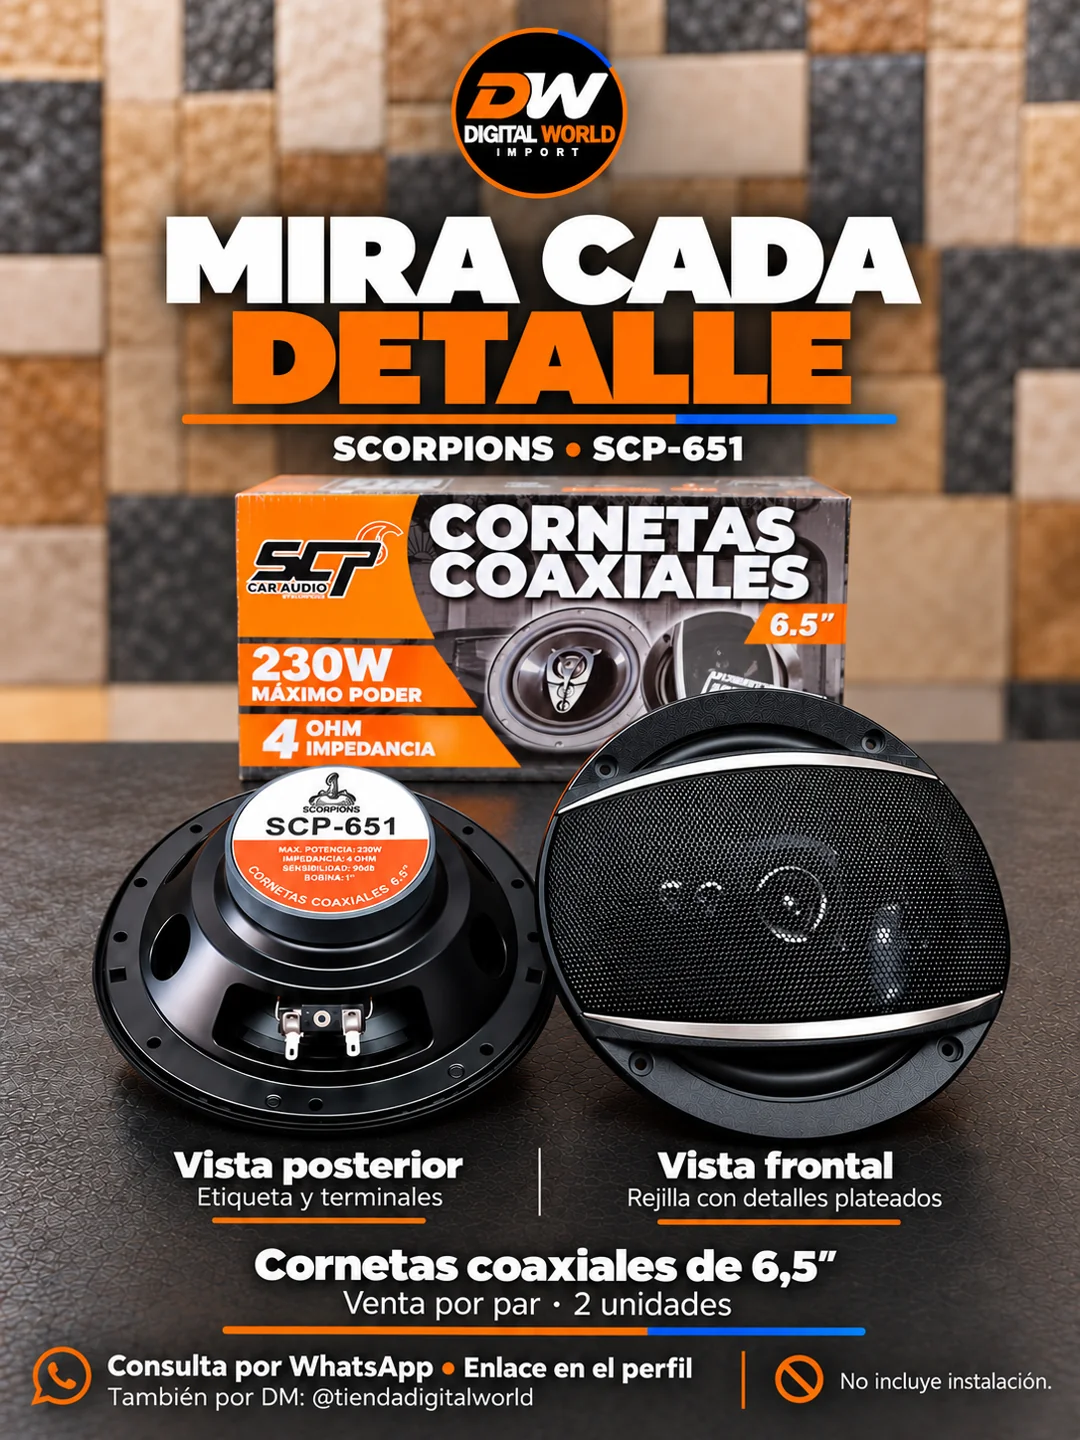 DW
DIGITAL WORLD
IMPORT
MIRA CADA
DETALLE
SCORPIONS • SCP-651
SCP
CAR AUDIO
CORNETAS
COAXIALES
6.5”
230W
MÁXIMO PODER
4 OHM
IMPEDANCIA
SCORPIONS
SCP-651
MAX. POTENCIA: 230W
IMPEDANCIA: 4 OHM
SENSIBILIDAD: 90db
BOBINA: 1"
CORNETAS COAXIALES 6.5"
Vista posterior
Etiqueta y terminales
Vista frontal
Rejilla con detalles plateados
Cornetas coaxiales de 6,5”
Venta por par · 2 unidades
Consulta por WhatsApp • Enlace en el perfil
También por DM: @tiendadigitalworld
No incluye instalación.